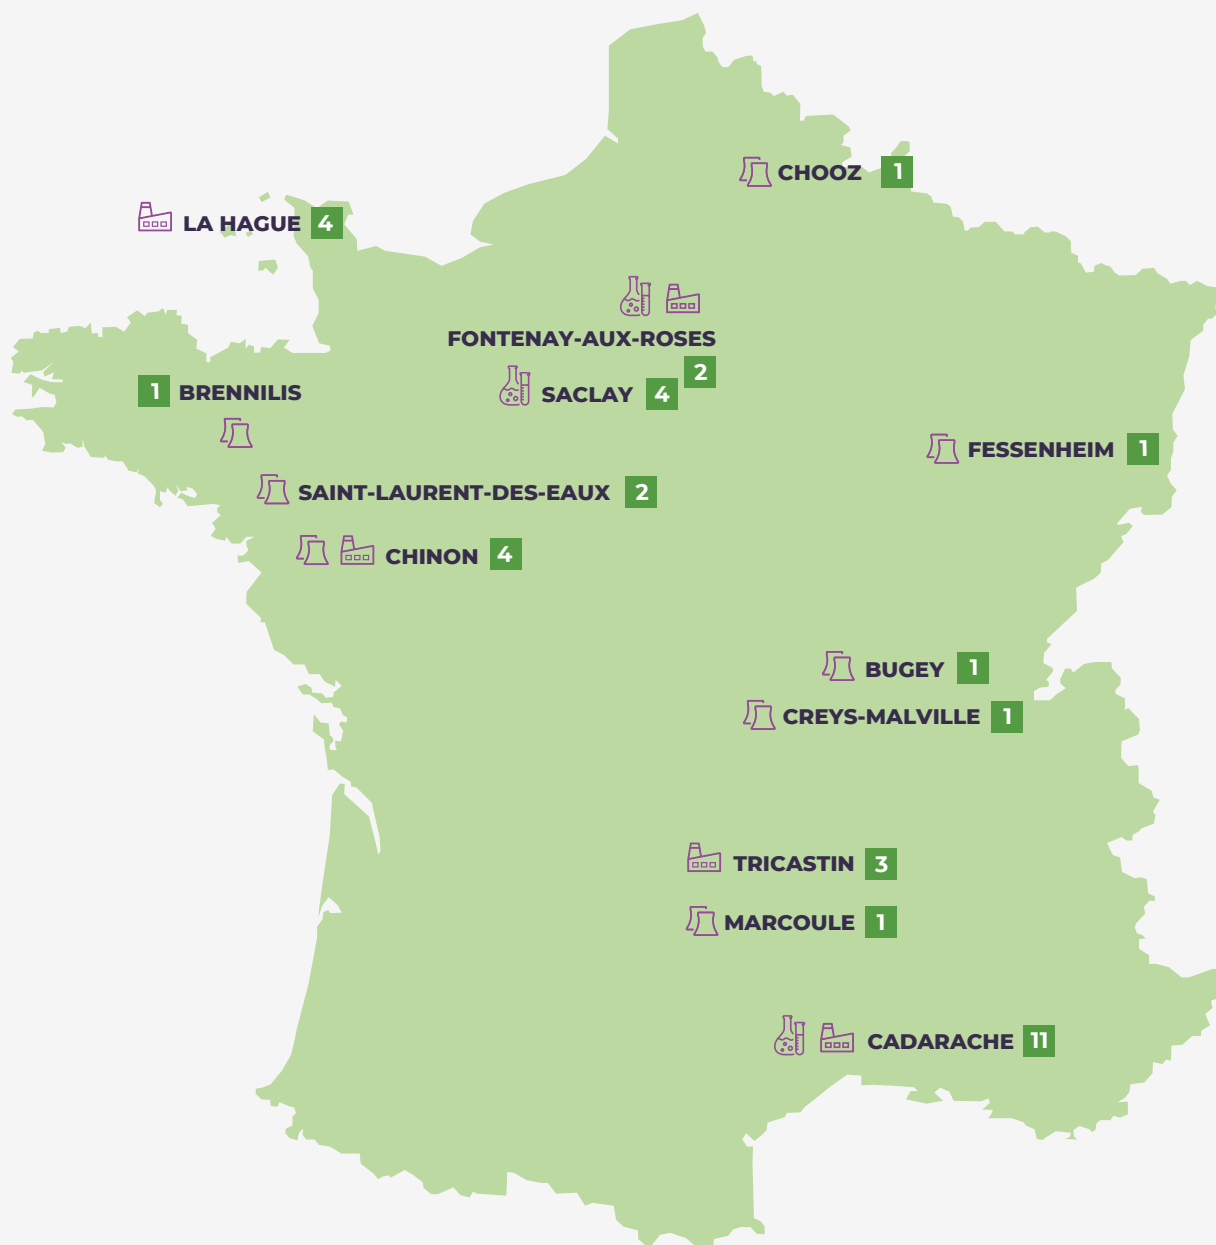 CHOOZ 1
LA HAGUE 4
FONTENAY-AUX-ROSES
2
1 BRENNILIS
SACLAY 4
FESSENHEIM 1
SAINT-LAURENT-DES-EAUX 2
CHINON 4
BUGEY 1
CREYS-MALVILLE 1
TRICASTIN 3
MARCOULE 1
CADARACHE 11